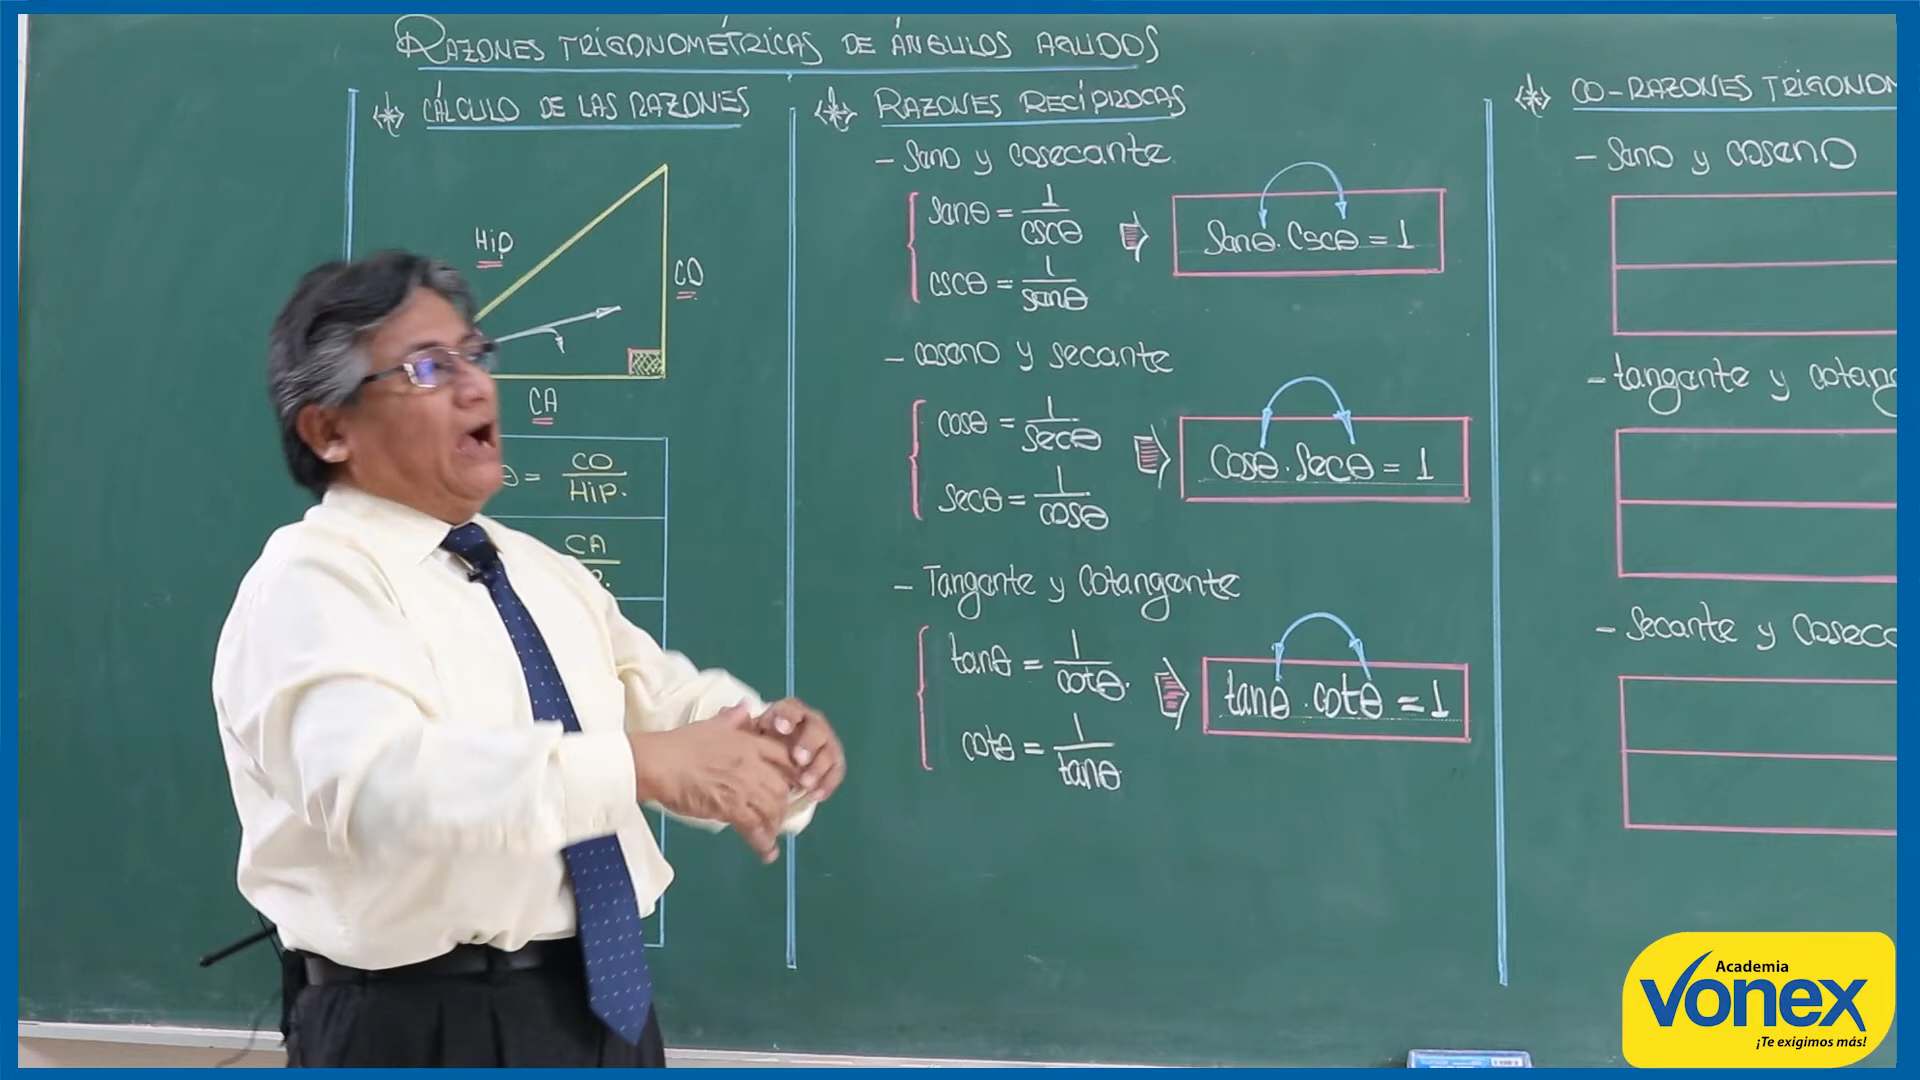 RAZONES TRIGONOMÉTRICAS DE ÁNGULOS AGUDOS
CÁLCULO DE LAS RAZONES
HiP
CO
CA
θ = CO / HiP.
CA
RAZONES RECÍPROCAS
- Seno y cosecante
senθ = 1 / cscθ
cscθ = 1 / senθ
senθ . cscθ = 1
- coseno y secante
cosθ = 1 / secθ
secθ = 1 / cosθ
cosθ . secθ = 1
- Tangente y Cotangente
tanθ = 1 / cotθ.
cotθ = 1 / tanθ
tanθ . cotθ = 1
CO-RAZONES TRIGONOM
- Seno y coseno
- tangente y cotang
- Secante y Cosec
Academia
Vonex
¡Te exigimos más!